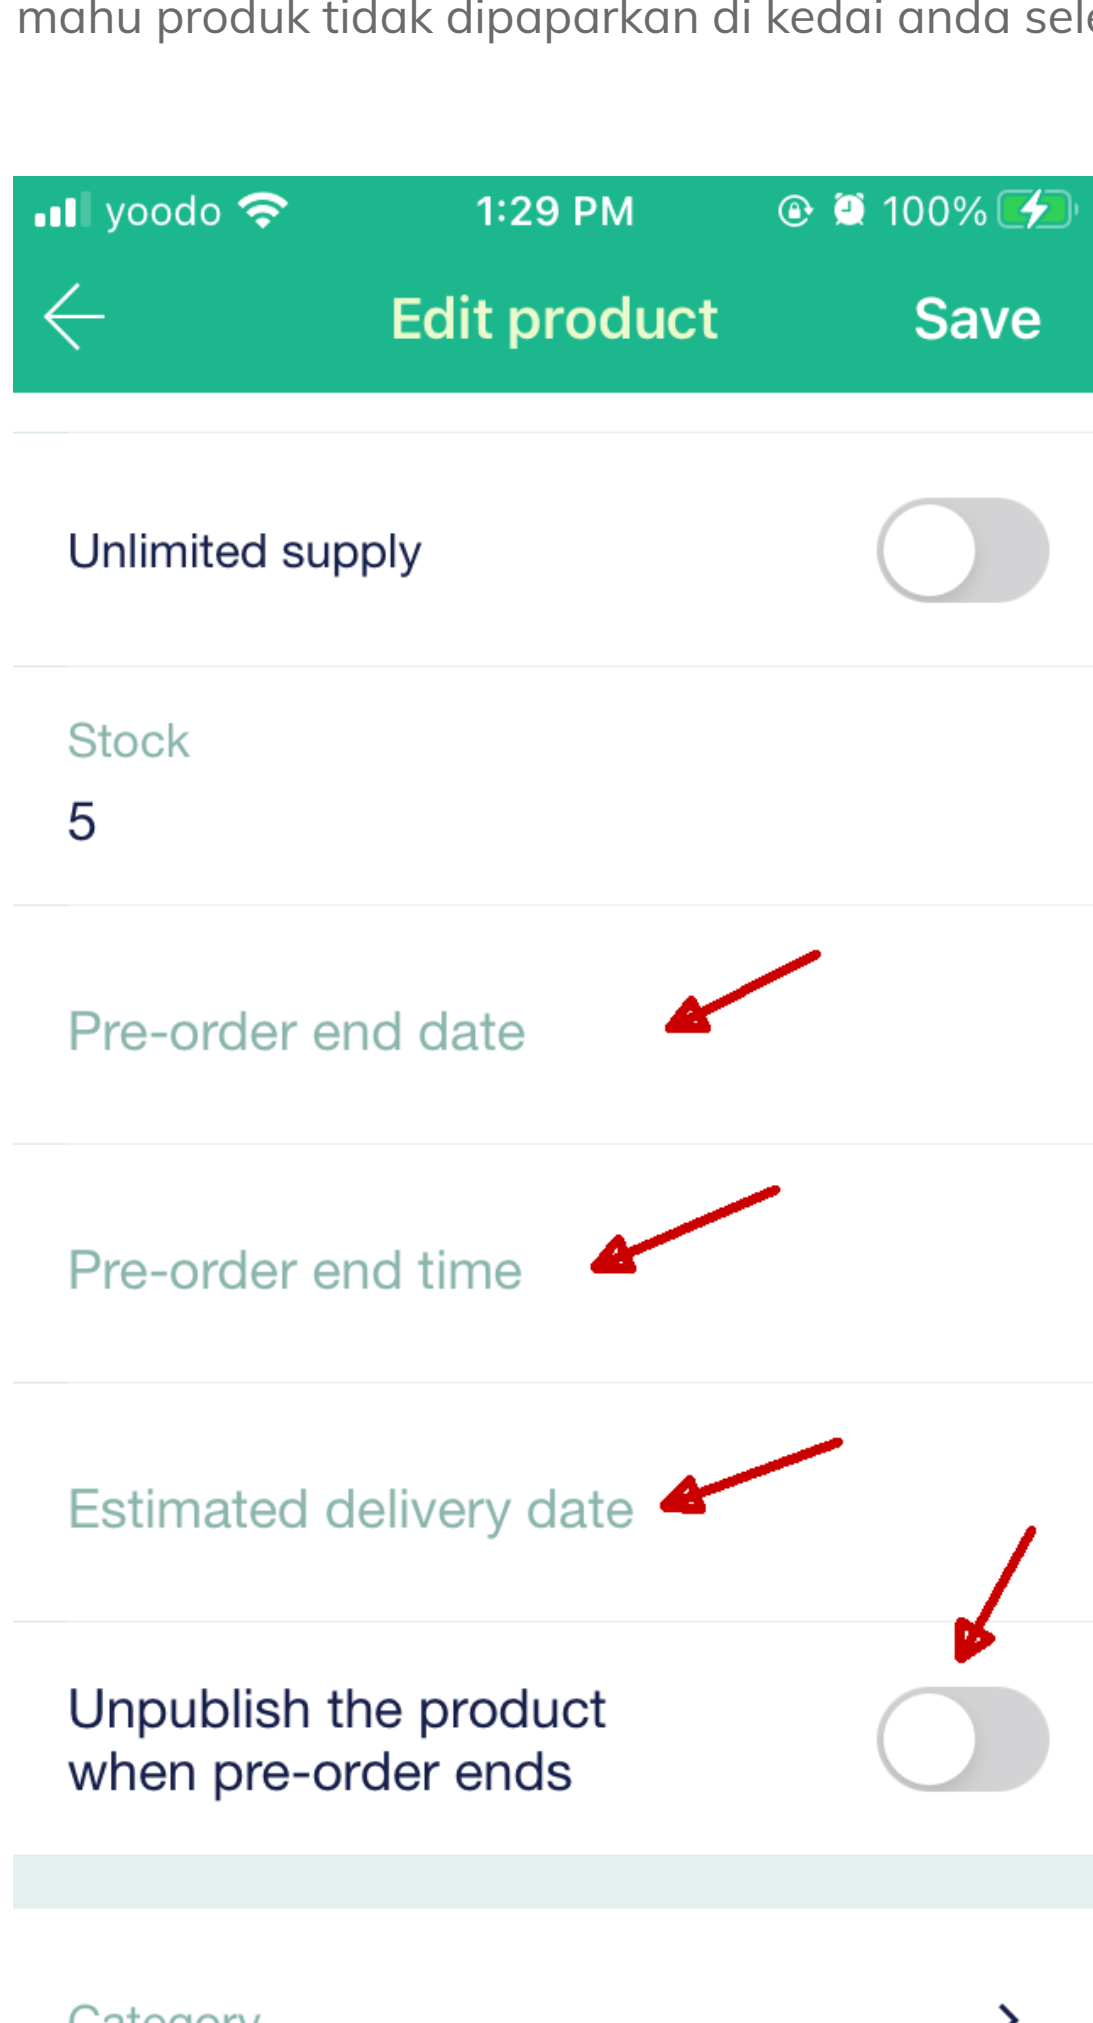 mahu produk tidak dipaparkan di kedai anda
yoodo 1:29 PM 100%
Edit product Save
Unlimited supply
Stock
5
Pre-order end date
Pre-order end time
Estimated delivery date
Unpublish the product
when pre-order ends
Category